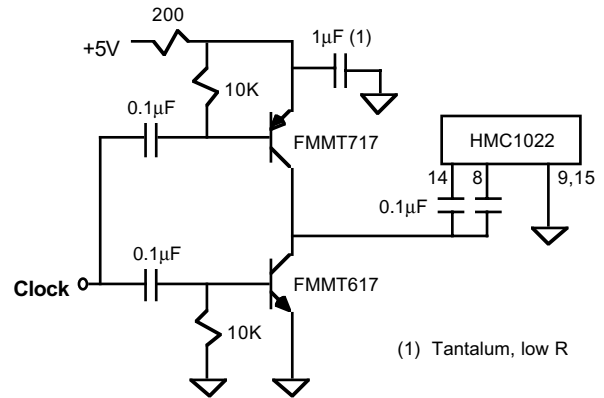 200
+5V
1µF (1)
10K
0.1µF
FMMT717
HMC1022
14 8 9,15
0.1µF
0.1µF
FMMT617
Clock
10K
(1) Tantalum, low R